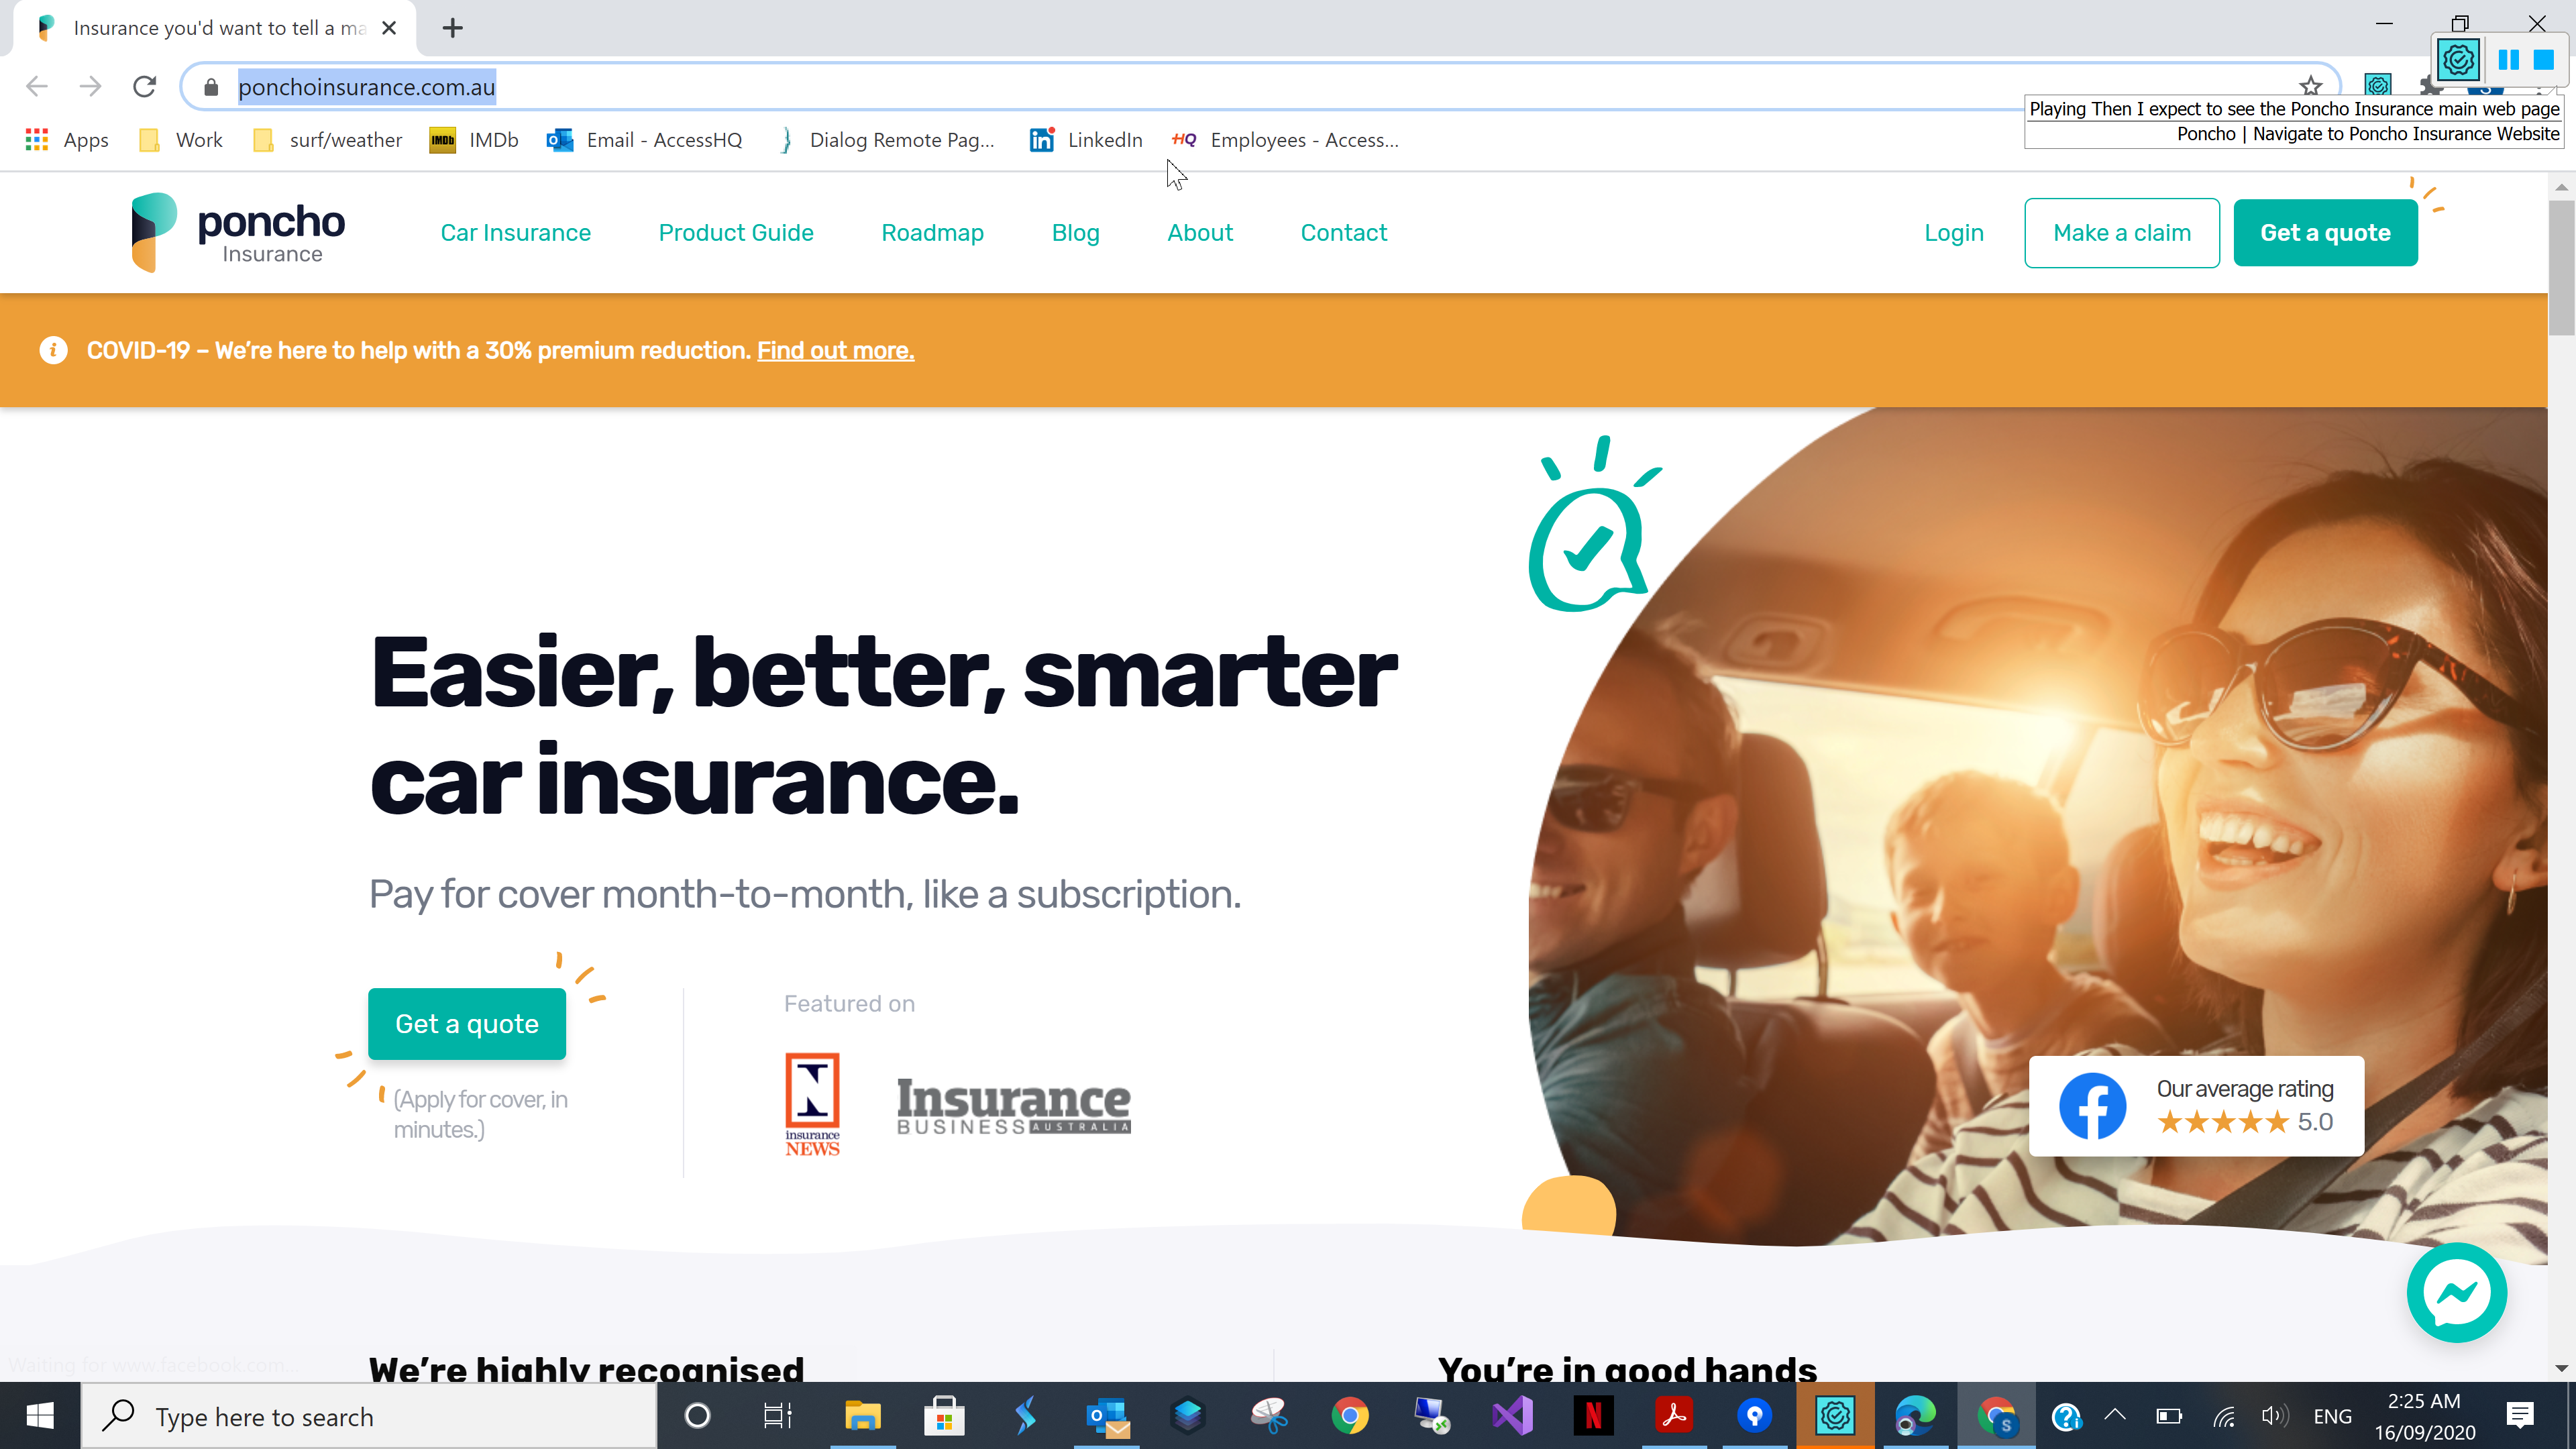 Insurance you'd want to tell a ma
ponchoinsurance.com.au
Playing Then I expect to see the Poncho Insurance main web page
Poncho | Navigate to Poncho Insurance Website
Apps Work surf/weather IMDb IMDb Email - AccessHQ Dialog Remote Pag... in LinkedIn HQ Employees - Access...
poncho
Insurance
Car Insurance Product Guide Roadmap Blog About Contact Login Make a claim Get a quote
COVID-19 – We’re here to help with a 30% premium reduction. Find out more.
Easier, better, smarter
car insurance.
Pay for cover month-to-month, like a subscription.
Get a quote
(Apply for cover, in
minutes.)
Featured on
N
insurance
NEWS
Insurance
BUSINESS AUSTRALIA
Our average rating
★★★★★ 5.0
Waiting for www.facebook.com...
We’re highly recognised
You’re in good hands
Type here to search
ENG
2:25 AM
16/09/2020